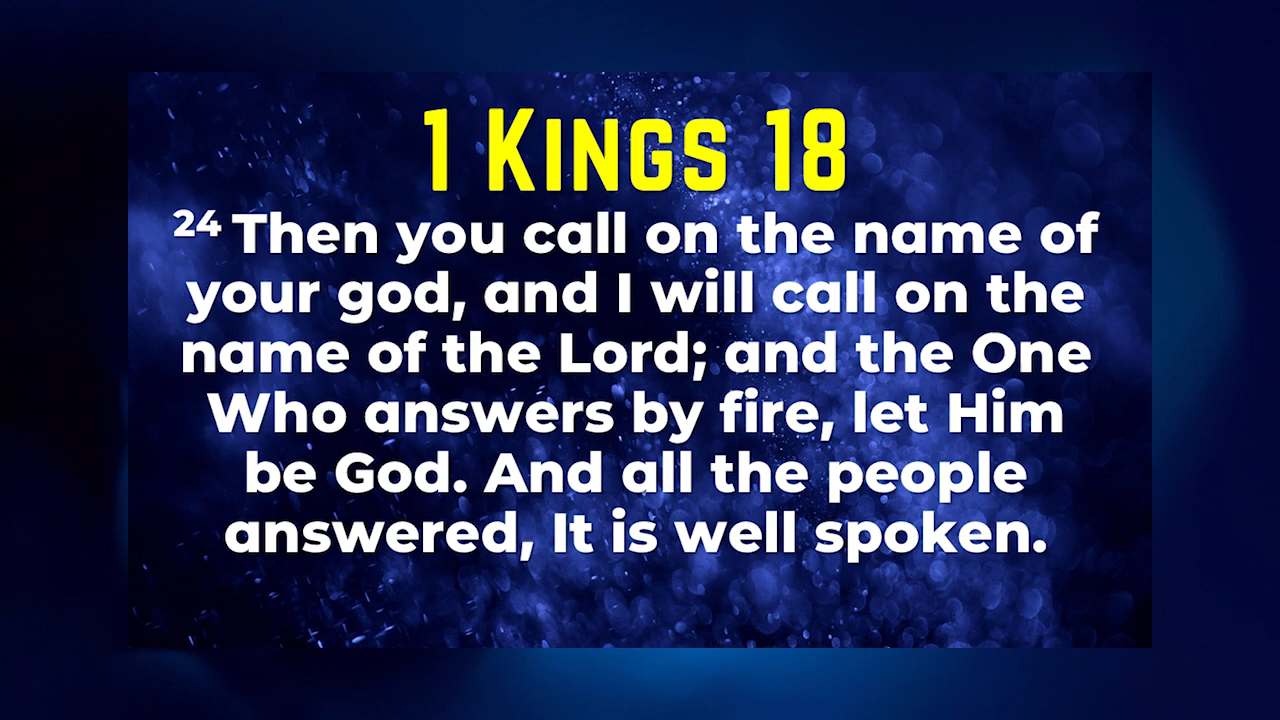 1 Kings 18
24 Then you call on the name of
your god, and I will call on the
name of the Lord; and the One
Who answers by fire, let Him
be God. And all the people
answered, It is well spoken.